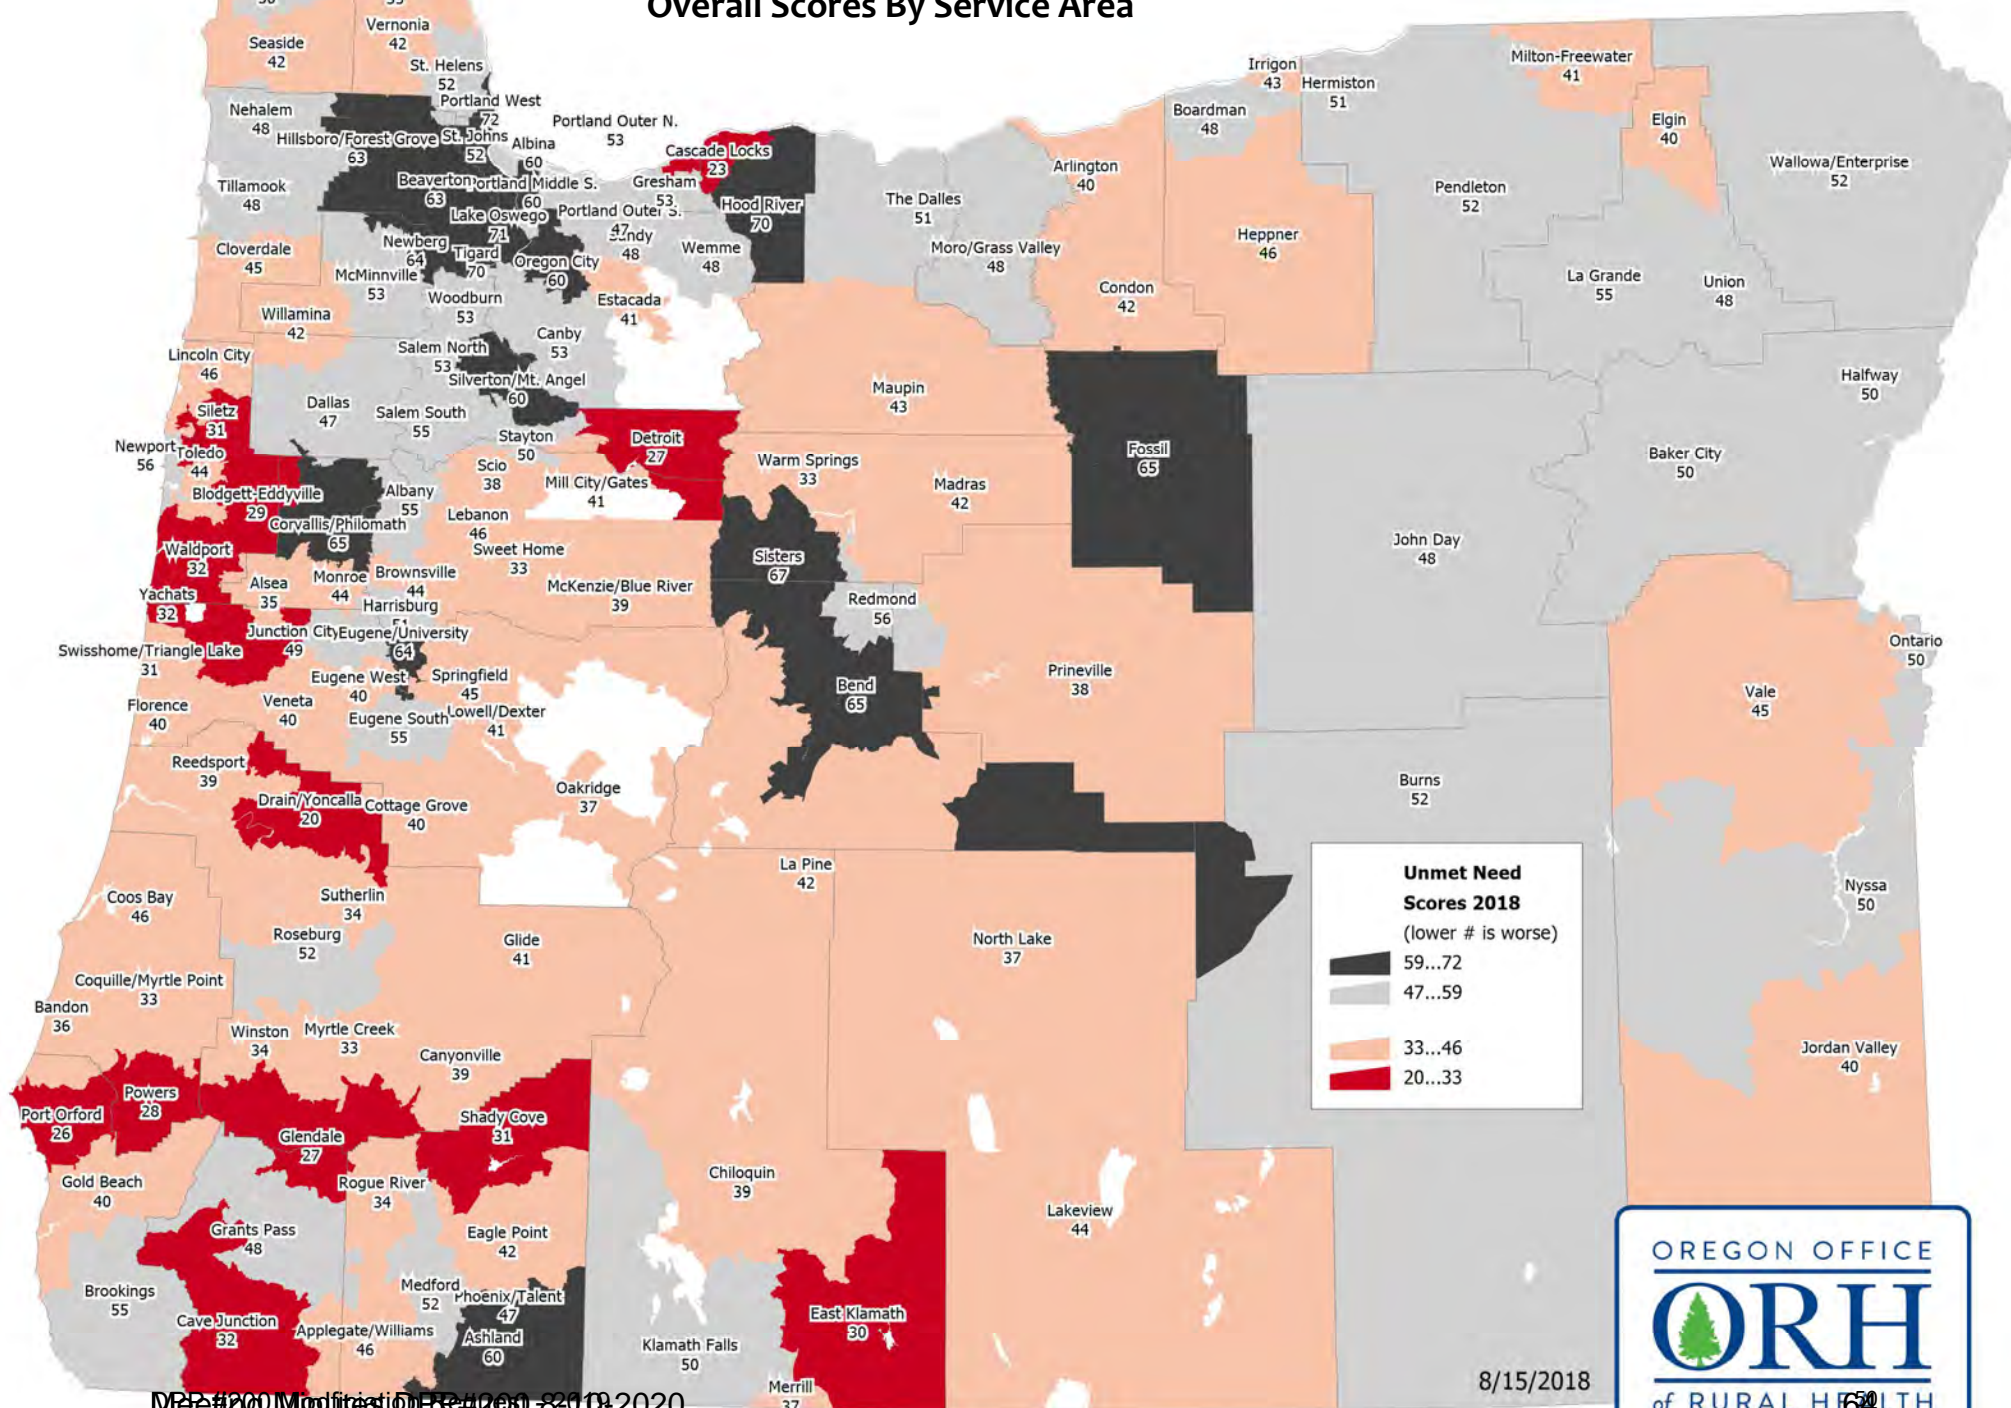 Overall Scores By Service Area
Vernonia
42
Seaside
42
St. Helens
52
Irrigon
43
Hermiston
51
Milton-Freewater
41
Nehalem
48
Portland West
72
Portland Outer N.
53
Boardman
48
Elgin
40
Hillsboro/Forest Grove
63
St. Johns
52
Albina
60
Cascade Locks
23
Arlington
40
Wallowa/Enterprise
52
Tillamook
48
Beaverton
63
Portland Middle S.
60
Gresham
53
Hood River
70
The Dalles
51
Pendleton
52
Lake Oswego
71
Portland Outer S.
47
Sandy
48
Wemme
48
Moro/Grass Valley
48
Heppner
46
Cloverdale
45
Newberg
64
Tigard
70
Oregon City
60
McMinnville
53
Woodburn
53
Estacada
41
Condon
42
La Grande
55
Union
48
Willamina
42
Canby
53
Lincoln City
46
Salem North
53
Silverton/Mt. Angel
60
Maupin
43
Halfway
50
Siletz
31
Dallas
47
Salem South
55
Stayton
50
Detroit
27
Fossil
65
Baker City
50
Newport
56
Toledo
44
Scio
38
Mill City/Gates
41
Warm Springs
33
Madras
42
Blodgett-Eddyville
29
Albany
55
Corvallis/Philomath
65
Lebanon
46
John Day
48
Waldport
32
Sweet Home
33
Sisters
67
Alsea
35
Monroe
44
Brownsville
44
McKenzie/Blue River
39
Yachats
32
Harrisburg
51
Redmond
56
Junction City
49
Eugene/University
64
Swisshome/Triangle Lake
31
Ontario
50
Eugene West
40
Springfield
45
Bend
65
Prineville
38
Vale
45
Florence
40
Veneta
40
Eugene South
55
Lowell/Dexter
41
Reedsport
39
Drain/Yoncalla
20
Cottage Grove
40
Oakridge
37
Burns
52
La Pine
42
Unmet Need
Scores 2018
(lower # is worse)
59...72
47...59
33...46
20...33
Coos Bay
46
Sutherlin
34
Nyssa
50
Roseburg
52
Glide
41
North Lake
37
Coquille/Myrtle Point
33
Bandon
36
Winston
34
Myrtle Creek
33
Canyonville
39
Jordan Valley
40
Port Orford
26
Powers
28
Shady Cove
31
Glendale
27
Gold Beach
40
Rogue River
34
Chiloquin
39
Lakeview
44
Grants Pass
48
Eagle Point
42
Brookings
55
Medford
52
Phoenix/Talent
47
Cave Junction
32
Applegate/Williams
46
Ashland
60
Klamath Falls
50
East Klamath
30
Merrill
37
8/15/2018
OREGON OFFICE
ORH
of RURAL HEALTH